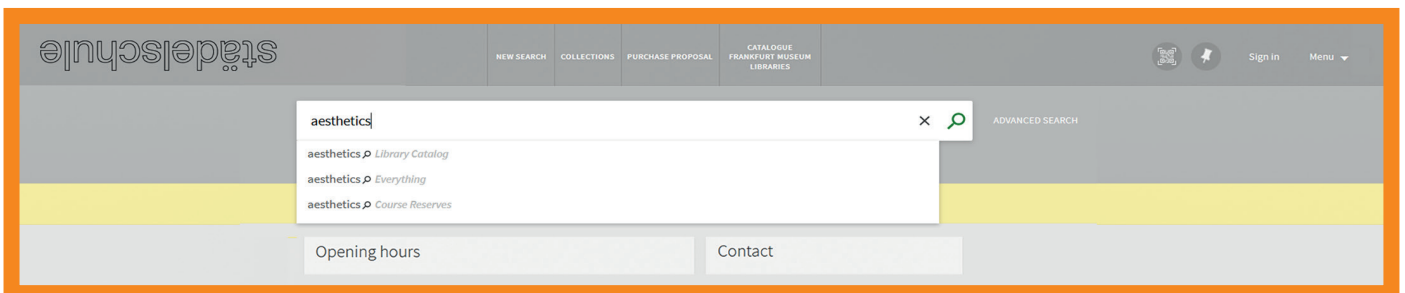 städelschule
NEW SEARCH
COLLECTIONS
PURCHASE PROPOSAL
CATALOGUE
FRANKFURT MUSEUM
LIBRARIES
Sign in
Menu
aesthetics
ADVANCED SEARCH
aesthetics Library Catalog
aesthetics Everything
aesthetics Course Reserves
Opening hours
Contact